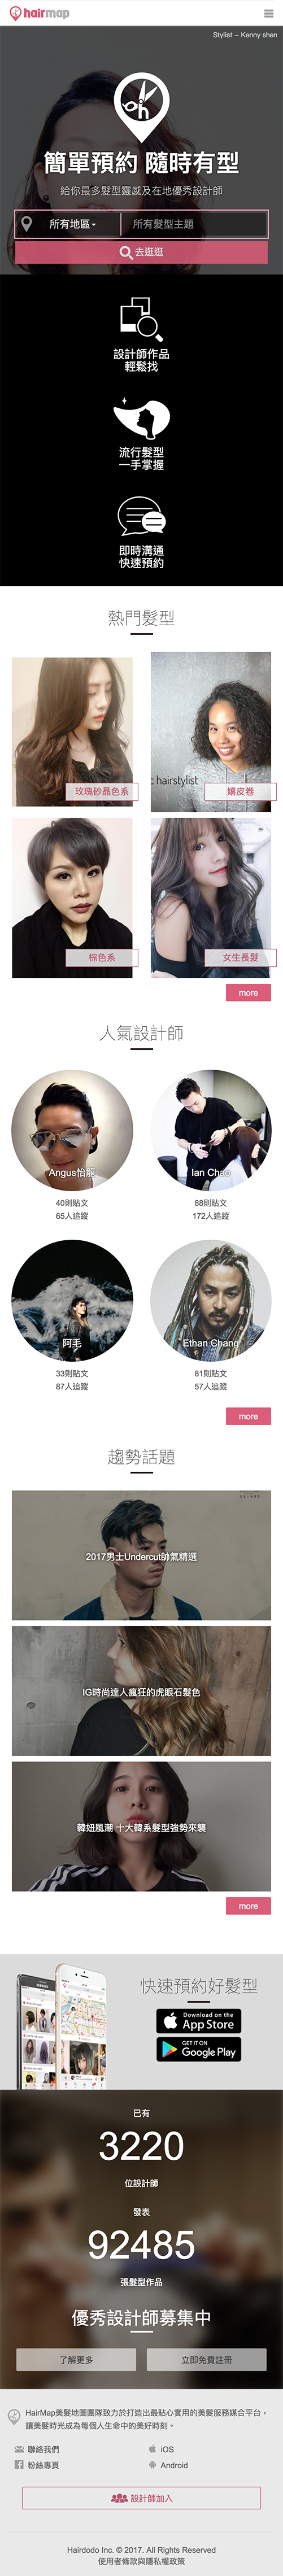 hairmap
Stylist – Kenny shen
簡單預約 隨時有型
給你最多髮型靈感及在地優秀設計師
所有地區
所有髮型主題
去逛逛
設計師作品
輕鬆找
流行髮型
一手掌握
即時溝通
快速預約
熱門髮型
玫瑰砂晶色系
c hairstylist
嬉皮卷
棕色系
女生長髮
more
人氣設計師
Angus怡龍
40則貼文
65人追蹤
Ian Chao
88則貼文
172人追蹤
阿毛
33則貼文
87人追蹤
Ethan Chang
81則貼文
57人追蹤
more
趨勢話題
2017男士Undercut帥氣精選
IG時尚達人瘋狂的虎眼石髮色
韓妞風潮 十大韓系髮型強勢來襲
more
快速預約好髮型
Download on the
App Store
GET IT ON
Google Play
已有
3220
位設計師
發表
92485
張髮型作品
優秀設計師募集中
了解更多
立即免費註冊
HairMap美髮地圖團隊致力於打造出最貼心實用的美髮服務媒合平台，
讓美髮時光成為每個人生命中的美好時刻。
聯絡我們
iOS
粉絲專頁
Android
設計師加入
Hairdodo Inc. © 2017. All Rights Reserved
使用者條款與隱私權政策